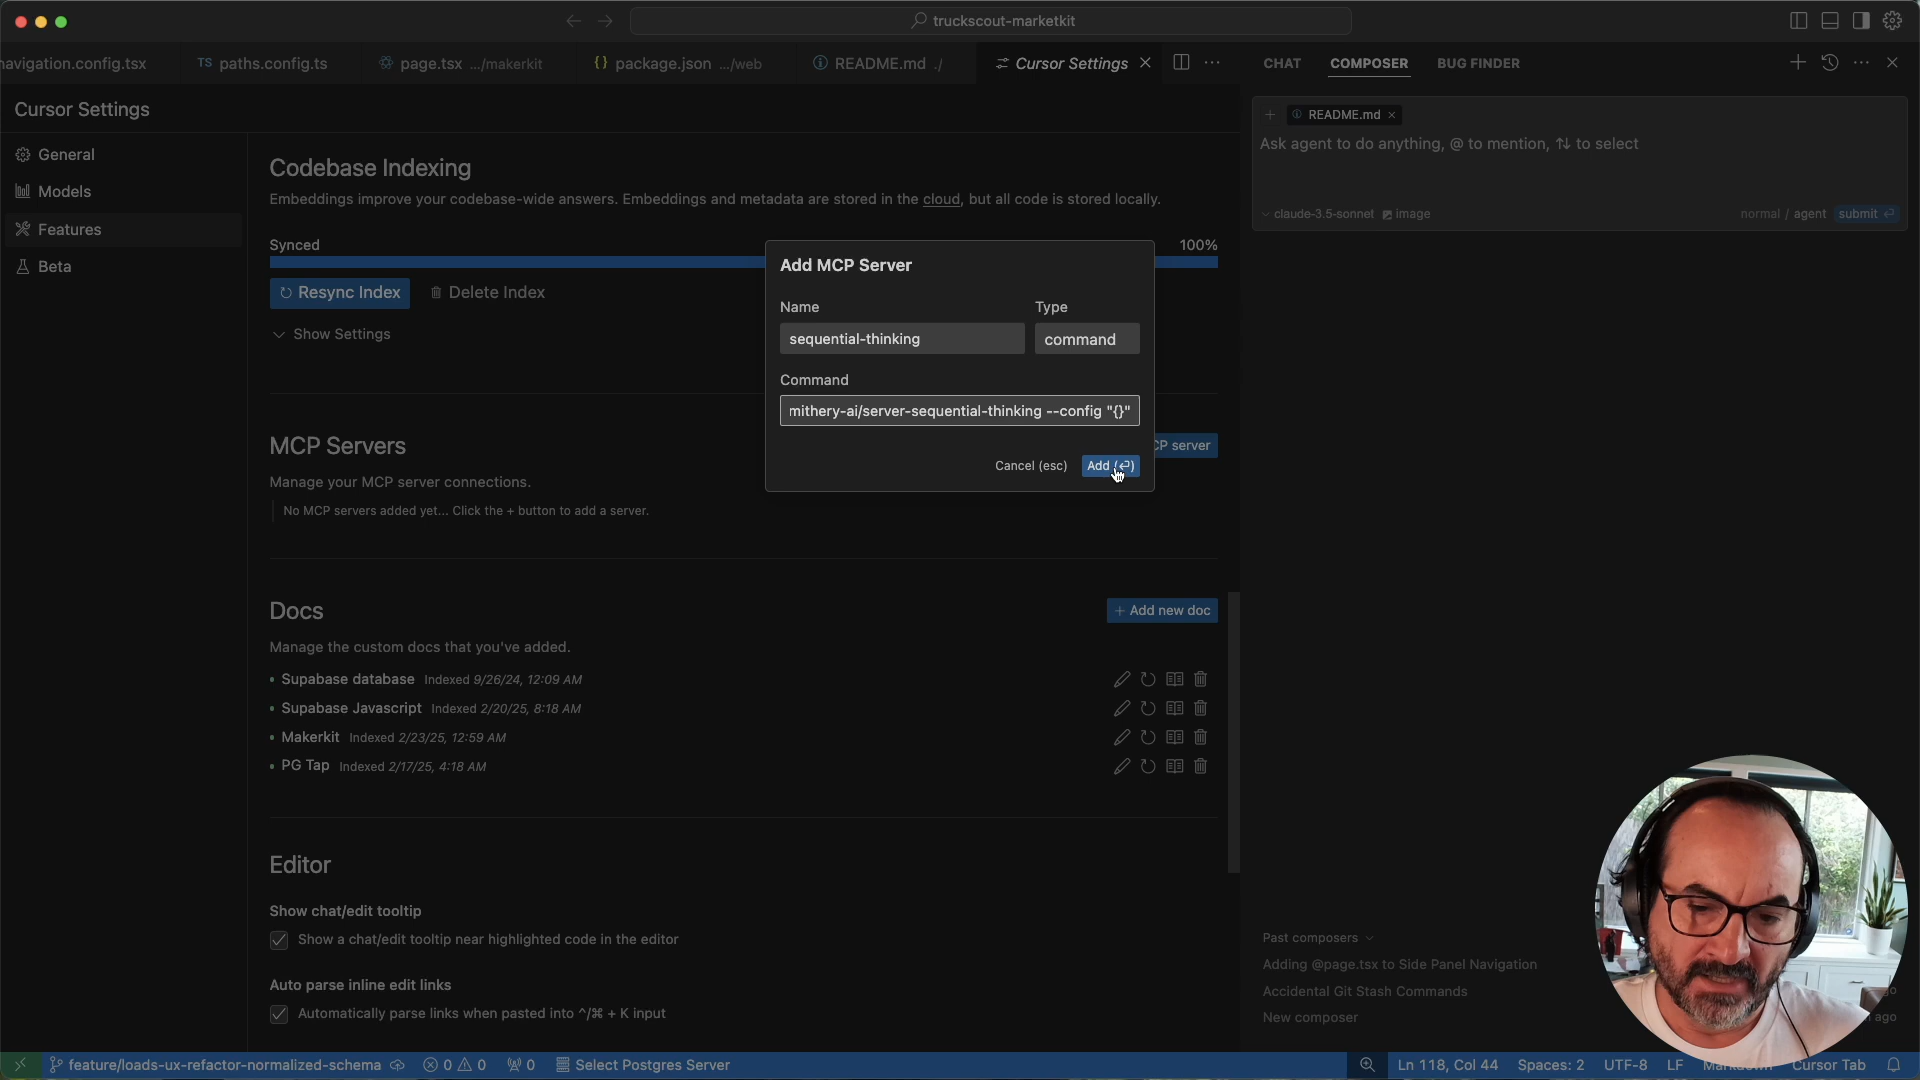 truckscout-marketkit
navigation.config.tsx
TS paths.config.ts
page.tsx .../makerkit
{} package.json .../web
README.md ./
Cursor Settings
CHAT
COMPOSER
BUG FINDER
Cursor Settings
General
Models
Features
Beta
Codebase Indexing
Embeddings improve your codebase-wide answers. Embeddings and metadata are stored in the cloud, but all code is stored locally.
Synced
100%
Resync Index
Delete Index
Show Settings
MCP Servers
CP server
Manage your MCP server connections.
No MCP servers added yet... Click the + button to add a server.
Add MCP Server
Name
Type
sequential-thinking
command
Command
mithery-ai/server-sequential-thinking --config "{}"
Cancel (esc)
Add (⏎)
Docs
+ Add new doc
Manage the custom docs that you've added.
Supabase database Indexed 9/26/24, 12:09 AM
Supabase Javascript Indexed 2/20/25, 8:18 AM
Makerkit Indexed 2/23/25, 12:59 AM
PG Tap Indexed 2/17/25, 4:18 AM
Editor
Show chat/edit tooltip
Show a chat/edit tooltip near highlighted code in the editor
Auto parse inline edit links
Automatically parse links when pasted into ^/⌘ + K input
README.md
Ask agent to do anything, @ to mention, ⇅ to select
claude-3.5-sonnet image
normal / agent submit ⏎
Past composers
Adding @page.tsx to Side Panel Navigation
Accidental Git Stash Commands
New composer
ago
feature/loads-ux-refactor-normalized-schema
0 0
0
Select Postgres Server
Ln 118, Col 44
Spaces: 2
UTF-8
LF
Markdown
Cursor Tab